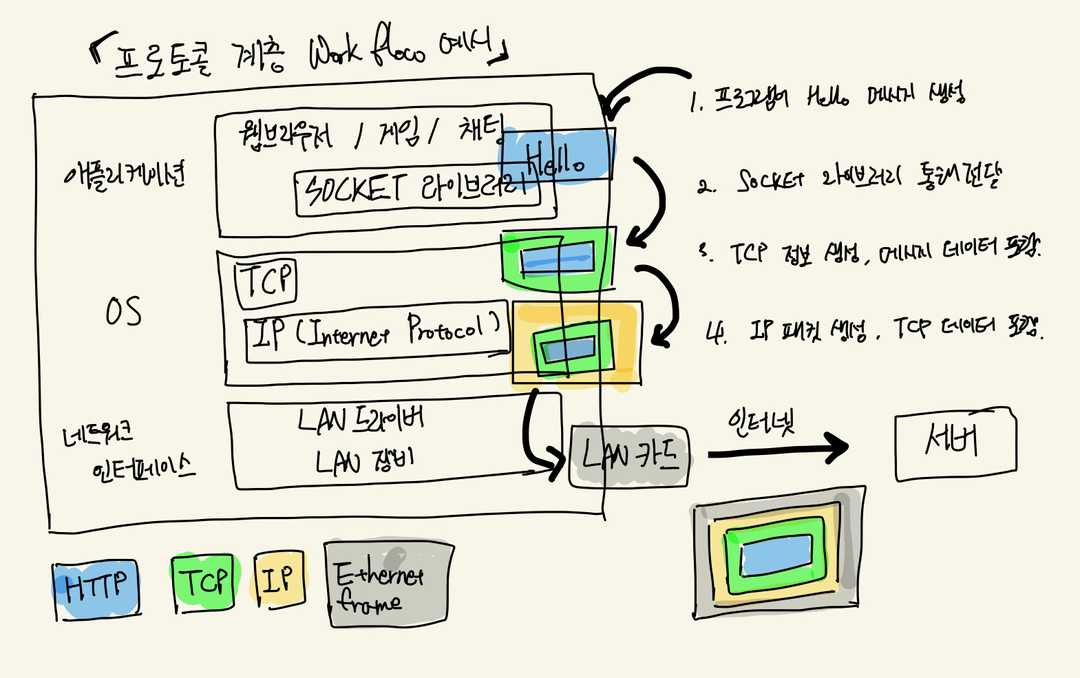 「프로토콜 계층 Work flow 예시」
1. 프로그램이 Hello 메시지 생성
웹브라우저 / 게임 / 채팅
애플리케이션
Hello
SOCKET 라이브러리
2. Socket 라이브러리 통해 전달
3. TCP 정보 생성, 메시지 데이터 포함.
TCP
OS
IP (Internet Protocol)
4. IP 패킷 생성, TCP 데이터 포함.
네트워크
인터페이스
LAN 드라이버
LAN 장비
LAN 카드
인터넷
서버
HTTP
TCP
IP
Ethernet
frame